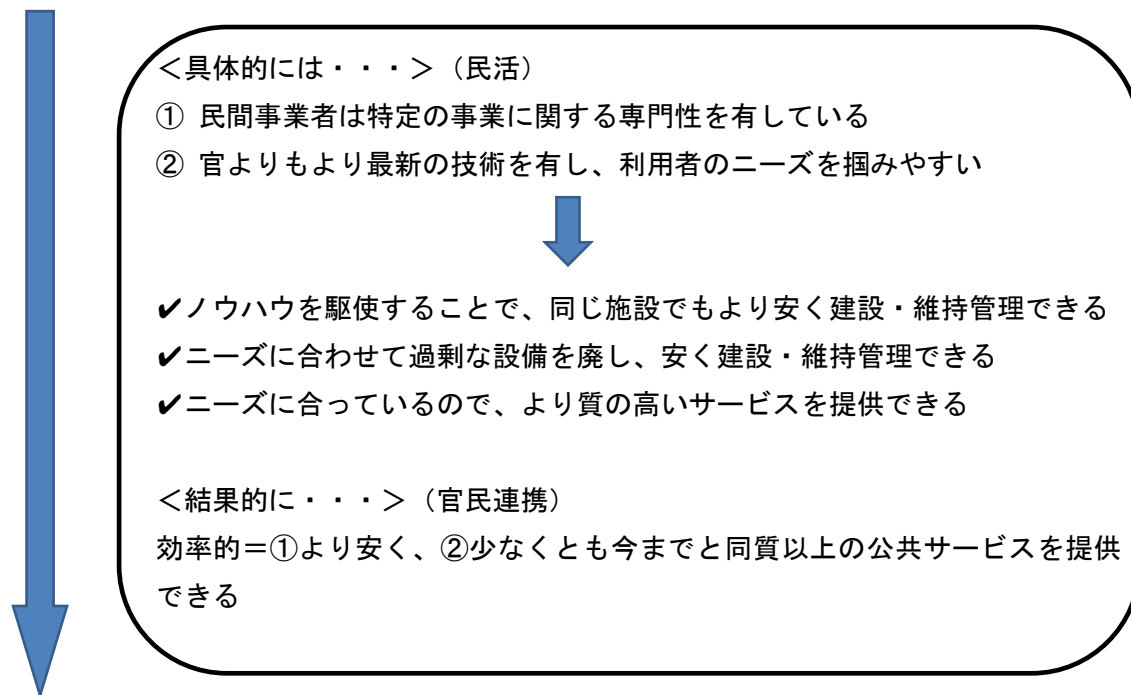 ＜具体的には・・・＞（民活）
① 民間事業者は特定の事業に関する専門性を有している
② 官よりもより最新の技術を有し、利用者のニーズを掴みやすい
✔ノウハウを駆使することで、同じ施設でもより安く建設・維持管理できる
✔ニーズに合わせて過剰な設備を廃し、安く建設・維持管理できる
✔ニーズに合っているので、より質の高いサービスを提供できる
＜結果的に・・・＞（官民連携）
効率的＝①より安く、②少なくとも今までと同質以上の公共サービスを提供
できる